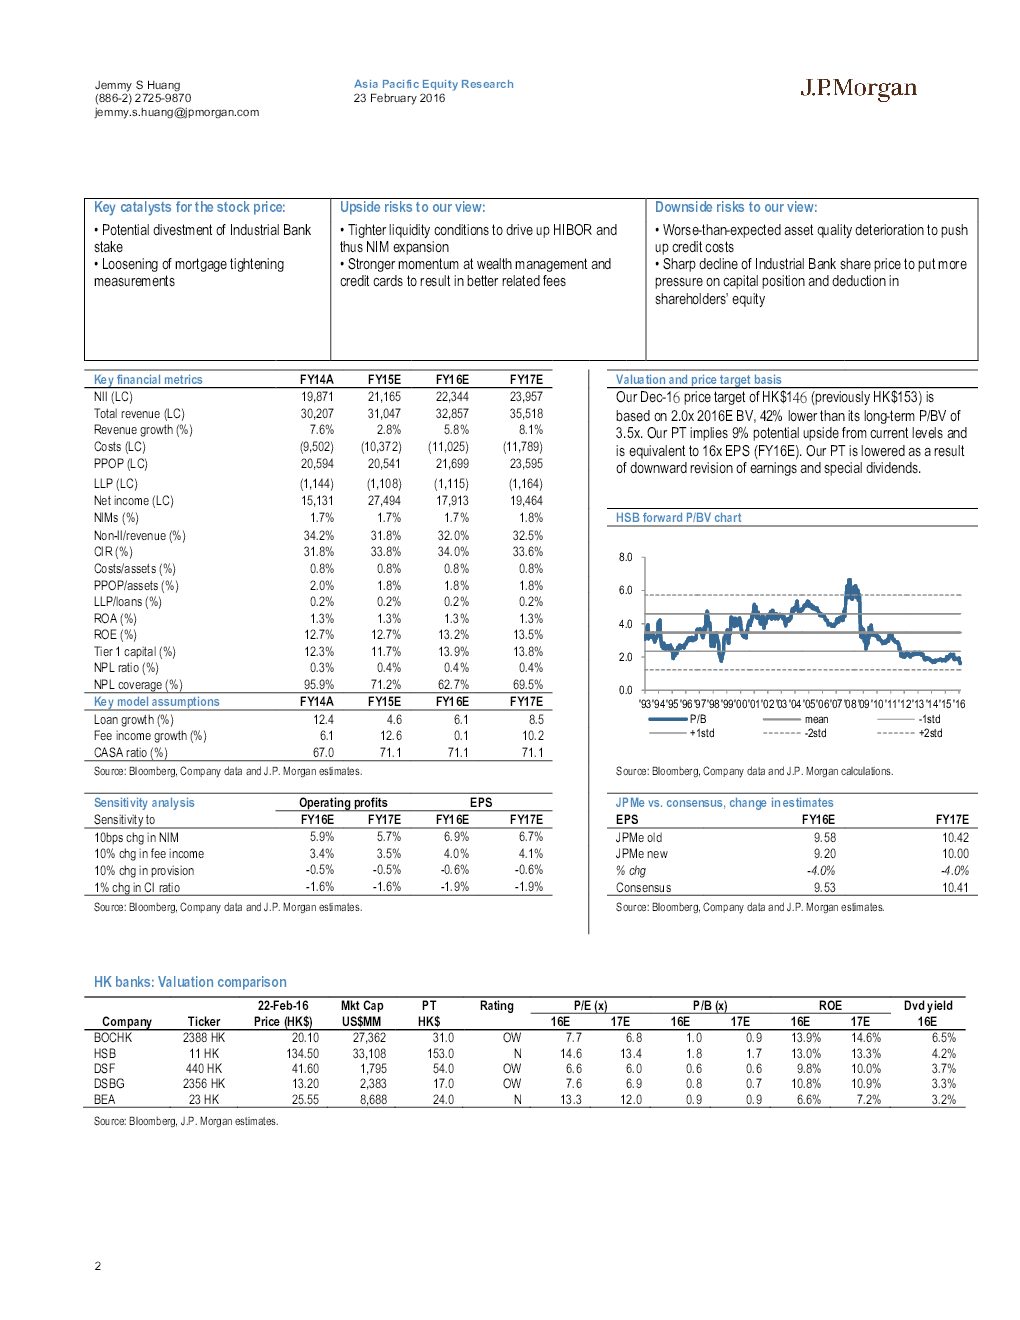 Jemmy S Huang
(886-2) 2725-9870
jemmy.s.huang@jpmorgan.com
Asia Pacific Equity Research
23 February 2016
J.P.Morgan
Key catalysts for the stock price:
• Potential divestment of Industrial Bank
stake
• Loosening of mortgage tightening
measurements
Upside risks to our view:
• Tighter liquidity conditions to drive up HIBOR and
thus NIM expansion
• Stronger momentum at wealth management and
credit cards to result in better related fees
Downside risks to our view:
• Worse-than-expected asset quality deterioration to push
up credit costs
• Sharp decline of Industrial Bank share price to put more
pressure on capital position and deduction in
shareholders' equity
Key financial metrics FY14A FY15E FY16E FY17E
NII (LC) 19,871 21,165 22,344 23,957
Total revenue (LC) 30,207 31,047 32,857 35,518
Revenue growth (%) 7.6% 2.8% 5.8% 8.1%
Costs (LC) (9,502) (10,372) (11,025) (11,789)
PPOP (LC) 20,594 20,541 21,699 23,595
LLP (LC) (1,144) (1,108) (1,115) (1,164)
Net income (LC) 15,131 27,494 17,913 19,464
NIMs (%) 1.7% 1.7% 1.7% 1.8%
Non-II/revenue (%) 34.2% 31.8% 32.0% 32.5%
CIR (%) 31.8% 33.8% 34.0% 33.6%
Costs/assets (%) 0.8% 0.8% 0.8% 0.8%
PPOP/assets (%) 2.0% 1.8% 1.8% 1.8%
LLP/loans (%) 0.2% 0.2% 0.2% 0.2%
ROA (%) 1.3% 1.3% 1.3% 1.3%
ROE (%) 12.7% 12.7% 13.2% 13.5%
Tier 1 capital (%) 12.3% 11.7% 13.9% 13.8%
NPL ratio (%) 0.3% 0.4% 0.4% 0.4%
NPL coverage (%) 95.9% 71.2% 62.7% 69.5%
Key model assumptions FY14A FY15E FY16E FY17E
Loan growth (%) 12.4 4.6 6.1 8.5
Fee income growth (%) 6.1 12.6 0.1 10.2
CASA ratio (%) 67.0 71.1 71.1 71.1
Source: Bloomberg, Company data and J.P. Morgan estimates.
Valuation and price target basis
Our Dec-16 price target of HK$146 (previously HK$153) is
based on 2.0x 2016E BV, 42% lower than its long-term P/BV of
3.5x. Our PT implies 9% potential upside from current levels and
is equivalent to 16x EPS (FY16E). Our PT is lowered as a result
of downward revision of earnings and special dividends.
HSB forward P/BV chart
8.0
6.0
4.0
2.0
0.0
'93'94'95'96'97'98'99'00'01'02'03'04'05'06'07'08'09'10'11'12'13'14'15'16
P/B mean -1std
+1std -2std +2std
Source: Bloomberg, Company data and J.P. Morgan calculations.
Sensitivity analysis Operating profits EPS
Sensitivity to FY16E FY17E FY16E FY17E
10bps chg in NIM 5.9% 5.7% 6.9% 6.7%
10% chg in fee income 3.4% 3.5% 4.0% 4.1%
10% chg in provision -0.5% -0.5% -0.6% -0.6%
1% chg in CI ratio -1.6% -1.6% -1.9% -1.9%
Source: Bloomberg, Company data and J.P. Morgan estimates.
JPMe vs. consensus, change in estimates
EPS FY16E FY17E
JPMe old 9.58 10.42
JPMe new 9.20 10.00
% chg -4.0% -4.0%
Consensus 9.53 10.41
Source: Bloomberg, Company data and J.P. Morgan estimates.
HK banks: Valuation comparison
22-Feb-16 Mkt Cap PT Rating P/E (x) P/B (x) ROE Dvd yield
Company Ticker Price (HK$) US$MM HK$ 16E 17E 16E 17E 16E 17E 16E
BOCHK 2388 HK 20.10 27,362 31.0 OW 7.7 6.8 1.0 0.9 13.9% 14.6% 6.5%
HSB 11 HK 134.50 33,108 153.0 N 14.6 13.4 1.8 1.7 13.0% 13.3% 4.2%
DSF 440 HK 41.60 1,795 54.0 OW 6.6 6.0 0.6 0.6 9.8% 10.0% 3.7%
DSBG 2356 HK 13.20 2,383 17.0 OW 7.6 6.9 0.8 0.7 10.8% 10.9% 3.3%
BEA 23 HK 25.55 8,688 24.0 N 13.3 12.0 0.9 0.9 6.6% 7.2% 3.2%
Source: Bloomberg, J.P. Morgan estimates.
2